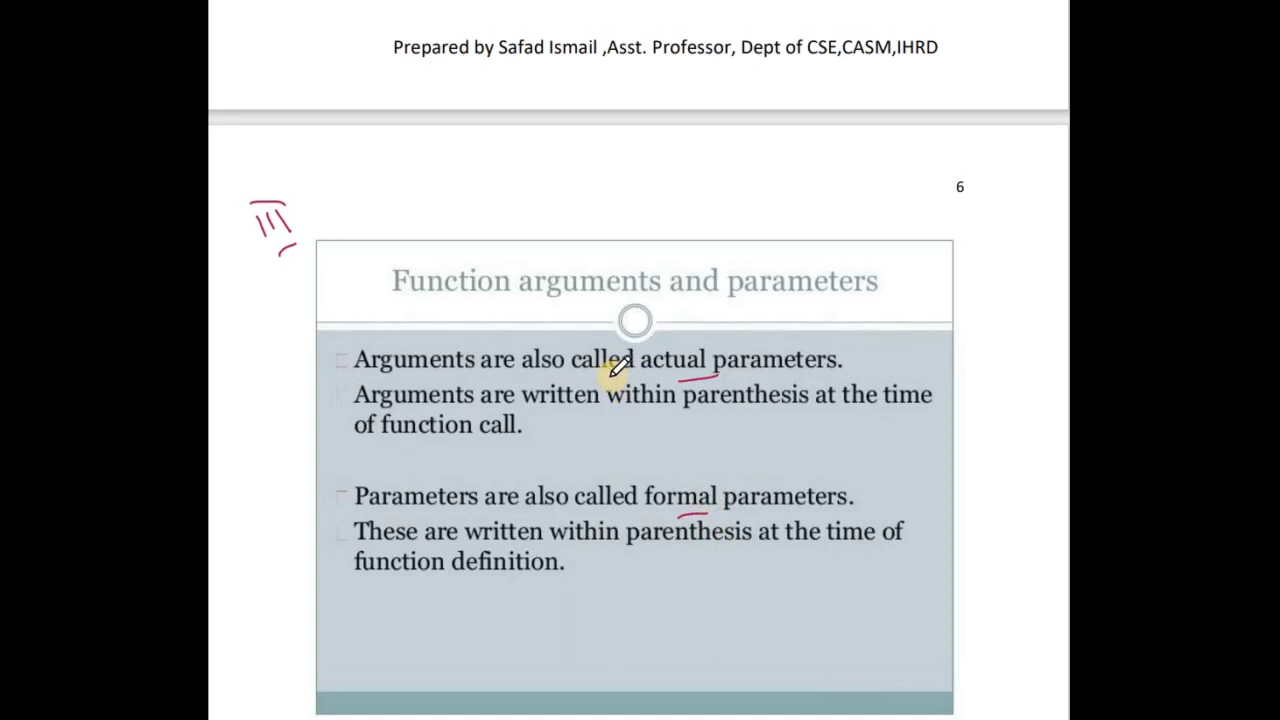 Prepared by Safad Ismail ,Asst. Professor, Dept of CSE,CASM,IHRD
6
Function arguments and parameters
Arguments are also called actual parameters.
Arguments are written within parenthesis at the time
of function call.
Parameters are also called formal parameters.
These are written within parenthesis at the time of
function definition.